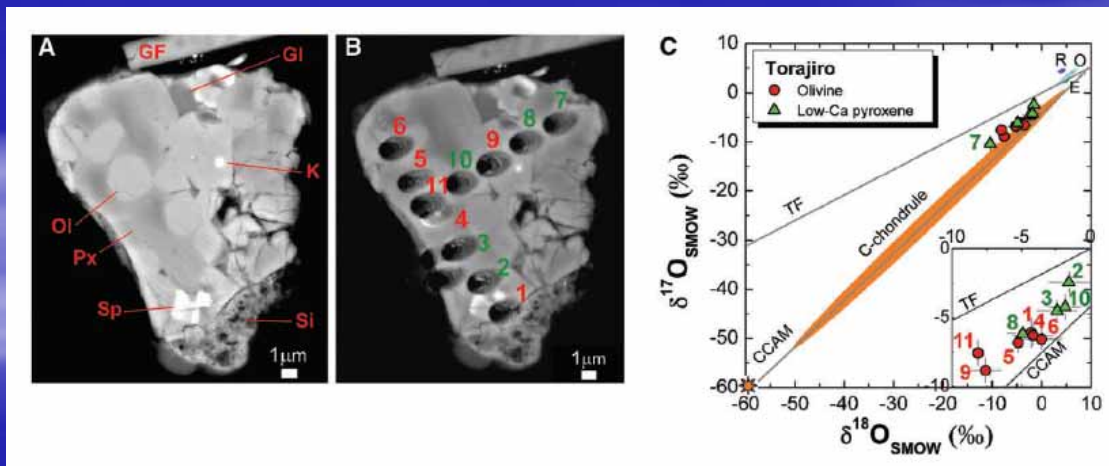 A
GF
Gl
K
Ol
Px
Sp
Si
1μm
B
7
8
6
9
5
10
11
4
3
2
1
1μm
C
Torajiro
Olivine
Low-Ca pyroxene
R
O
E
7
TF
C-chondrule
CCAM
10
0
-10
-20
-30
-40
-50
-60
δ17OSMOW (‰)
-60
-50
-40
-30
-20
-10
0
δ18OSMOW (‰)
-10
-5
0
0
-5
-10
TF
2
3
10
8
14
6
11
5
9
CCAM